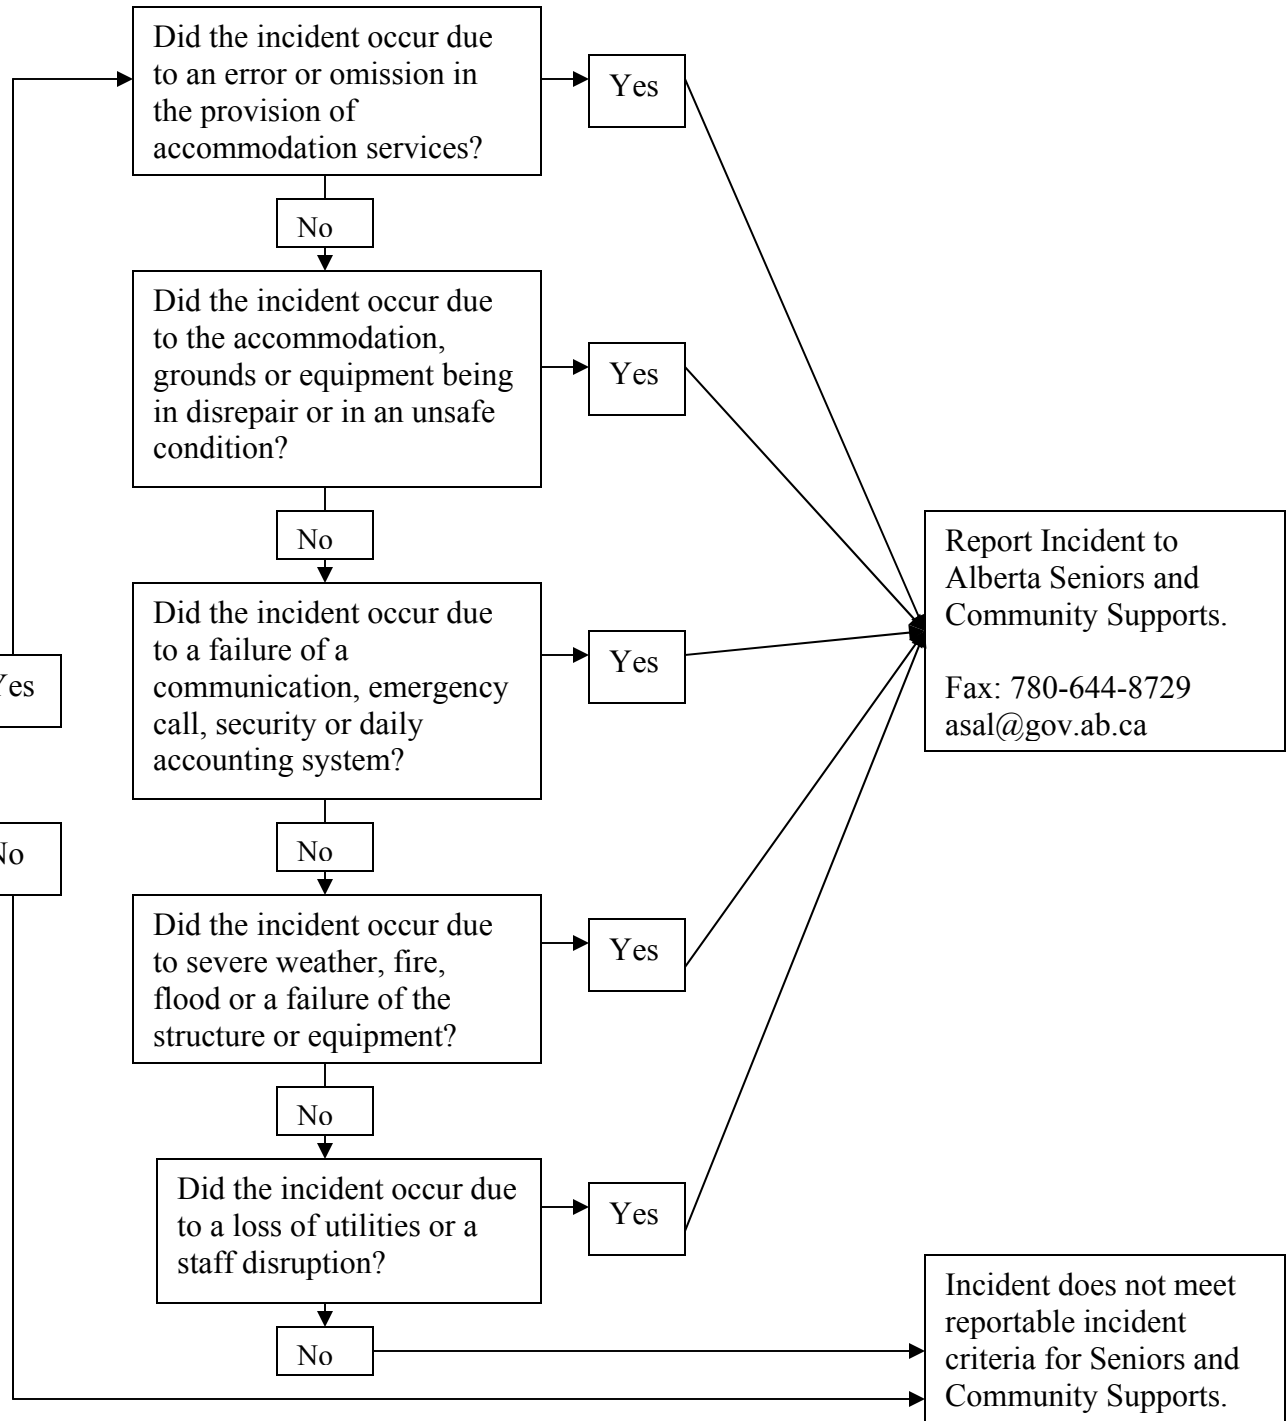 Did the incident occur due
to an error or omission in
the provision of
accommodation services?
Yes
No
Did the incident occur due
to the accommodation,
grounds or equipment being
in disrepair or in an unsafe
condition?
Yes
No
Did the incident occur due
to a failure of a
communication, emergency
call, security or daily
accounting system?
Yes
Report Incident to
Alberta Seniors and
Community Supports.
Fax: 780-644-8729
asal@gov.ab.ca
Yes
No
No
Did the incident occur due
to severe weather, fire,
flood or a failure of the
structure or equipment?
Yes
No
Did the incident occur due
to a loss of utilities or a
staff disruption?
Yes
No
Incident does not meet
reportable incident
criteria for Seniors and
Community Supports.